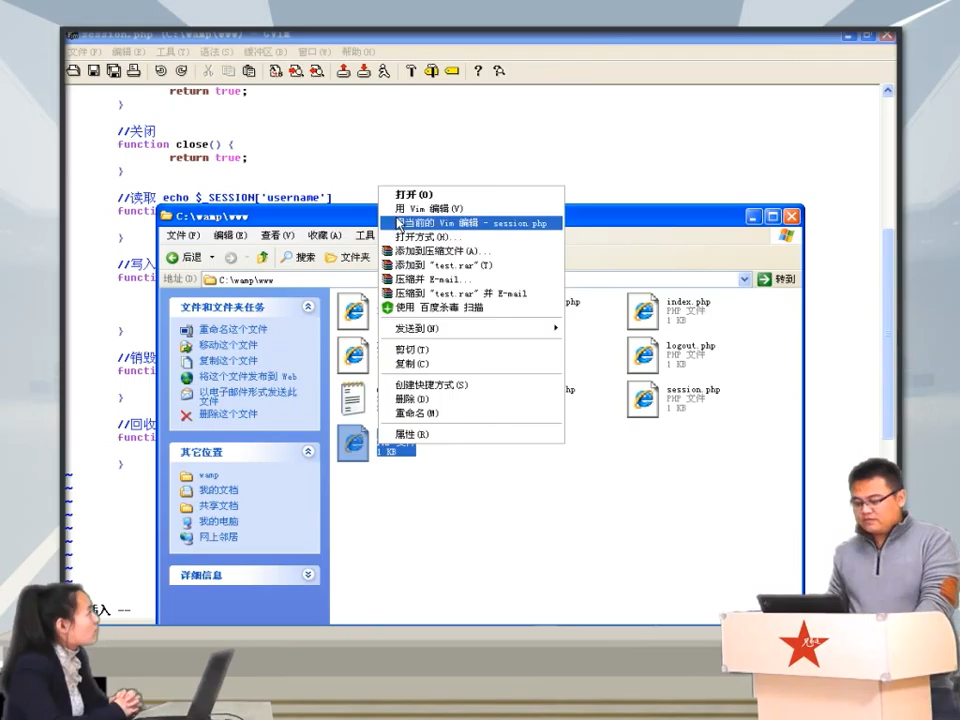 session.php (C:\wamp\www) - GVIM
文件(F) 编辑(E) 工具(T) 语法(S) 缓冲区(B) 窗口(W) 帮助(H)
return true;
}
//关闭
function close() {
return true;
}
//读取 echo $_SESSION['username']
functi
}
//写入
functi
}
//销毁
functi
}
//回收
functi
}
~
~
~
~
~
~
~
插入 --
C:\wamp\www
文件(F) 编辑(E) 查看(V) 收藏(A) 工具
后退 搜索 文件夹
地址(D) C:\wamp\www 转到
文件和文件夹任务
重命名这个文件
移动这个文件
复制这个文件
将这个文件发布到 Web
以电子邮件形式发送此
文件
删除这个文件
其它位置
wamp
我的文档
共享文档
我的电脑
网上邻居
详细信息
打开(O)
用 Vim 编辑(V)
当前的 Vim 编辑 - session.php
打开方式(H)...
添加到压缩文件(A)...
添加到 "test.rar"(T)
压缩并 E-mail...
压缩到 "test.rar" 并 E-mail
使用 百度杀毒 扫描
发送到(N)
剪切(T)
复制(C)
创建快捷方式(S)
删除(D)
重命名(M)
属性(R)
1 KB
hp
hp
index.php
PHP 文件
1 KB
logout.php
PHP 文件
1 KB
session.php
PHP 文件
1 KB